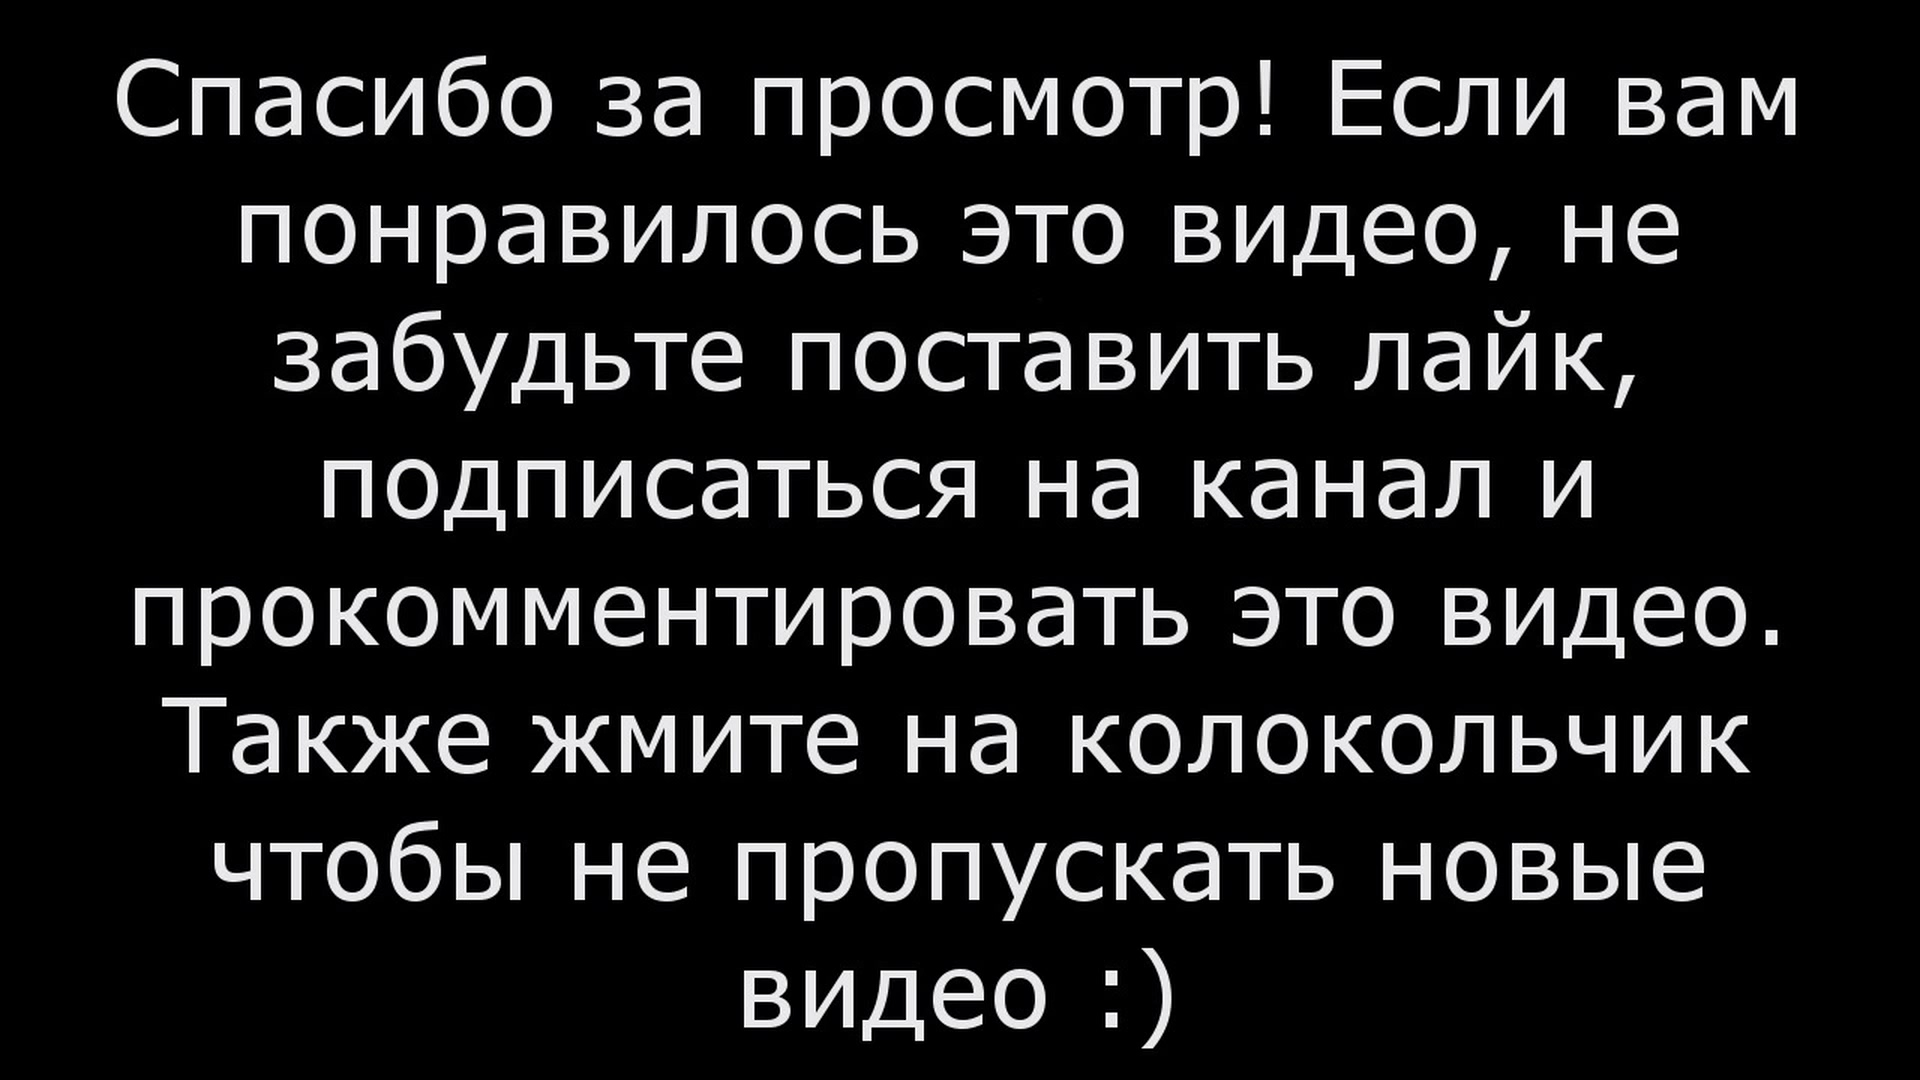 Спасибо за просмотр! Если вам
понравилось это видео, не
забудьте поставить лайк,
подписаться на канал и
прокомментировать это видео.
Также жмите на колокольчик
чтобы не пропускать новые
видео :)